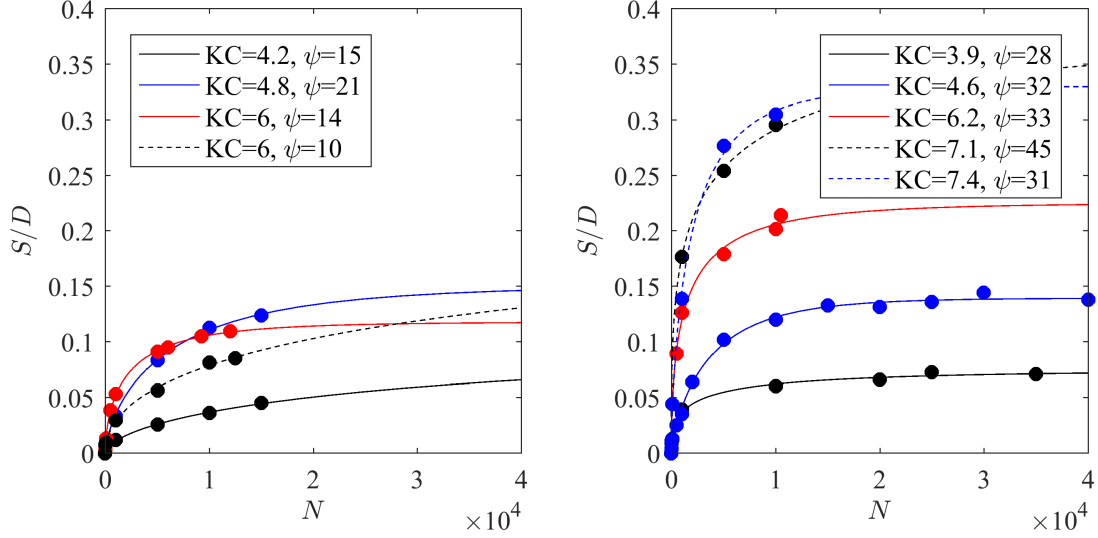 0.4
0.35
0.3
0.25
0.2
0.15
0.1
0.05
0
S/D
KC=4.2, ψ=15
KC=4.8, ψ=21
KC=6, ψ=14
KC=6, ψ=10
0 1 2 3 4
N
×10⁴
0.4
0.35
0.3
0.25
0.2
0.15
0.1
0.05
0
S/D
KC=3.9, ψ=28
KC=4.6, ψ=32
KC=6.2, ψ=33
KC=7.1, ψ=45
KC=7.4, ψ=31
0 1 2 3 4
N
×10⁴